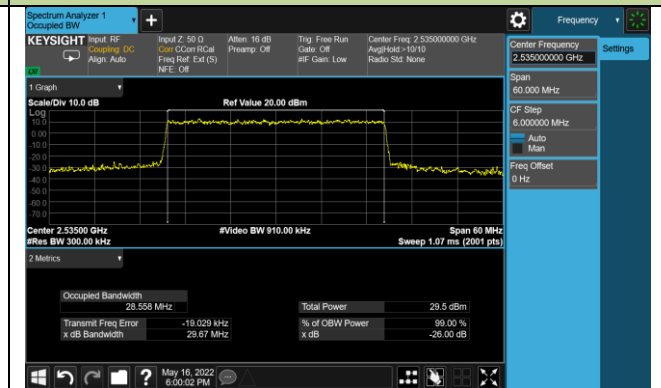 Spectrum Analyzer 1
Occupied BW
KEYSIGHT
Input: RF
Coupling: DC
Align: Auto
Input Z: 50 Ω
Corr CCorr RCal
Freq Ref: Ext (S)
NFE: Off
Atten: 16 dB
Preamp: Off
Trig: Free Run
Gate: Off
#IF Gain: Low
Center Freq: 2.535000000 GHz
Avg|Hold:>10/10
Radio Std: None
1 Graph
Scale/Div 10.0 dB
Ref Value 20.00 dBm
Log
10.0
0.00
-10.0
-20.0
-30.0
-40.0
-50.0
-60.0
-70.0
Center 2.53500 GHz
#Video BW 910.00 kHz
Span 60 MHz
#Res BW 300.00 kHz
Sweep 1.07 ms (2001 pts)
2 Metrics
Occupied Bandwidth
28.558 MHz
Total Power 29.5 dBm
Transmit Freq Error -19.029 kHz
% of OBW Power 99.00 %
x dB Bandwidth 29.67 MHz
x dB -26.00 dB
May 16, 2022
6:00:02 PM
Frequency
Center Frequency
2.535000000 GHz
Settings
Span
60.000 MHz
CF Step
6.000000 MHz
Auto
Man
Freq Offset
0 Hz